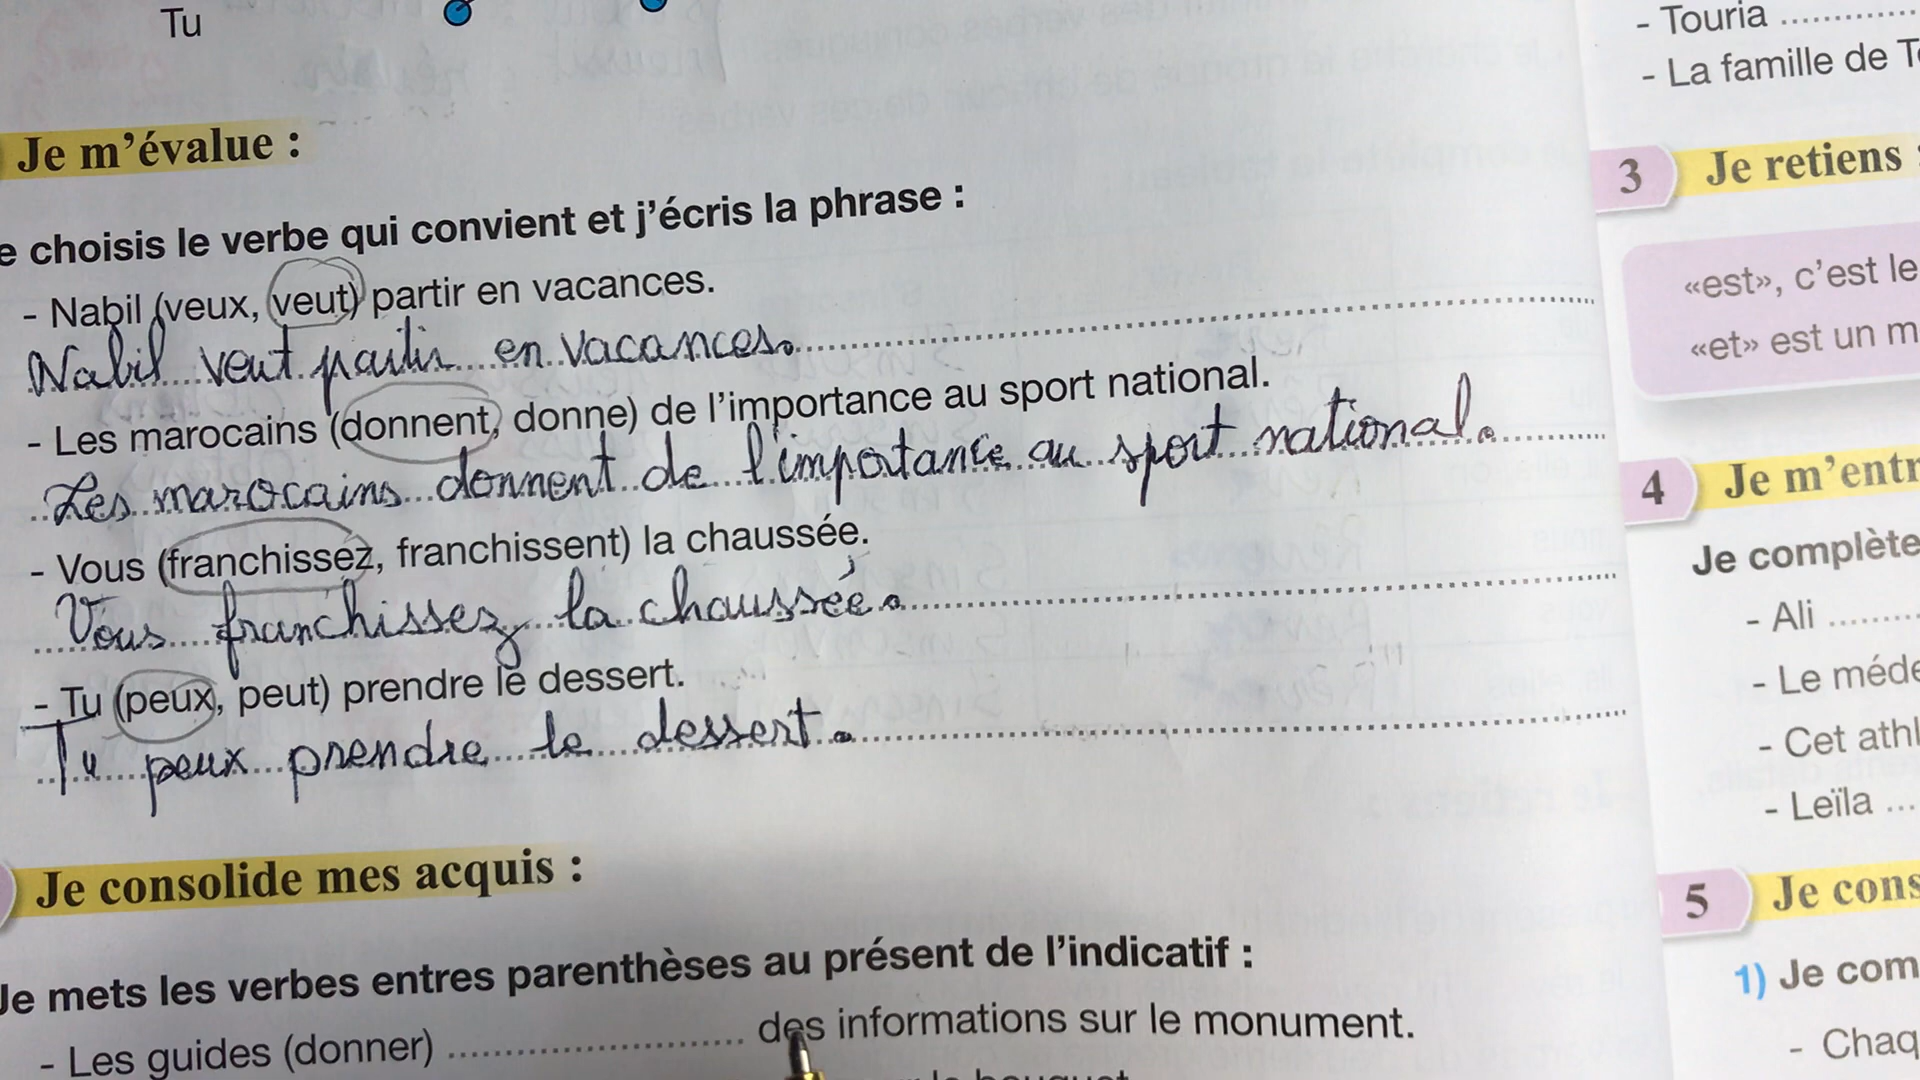 Tu
Je m'évalue :
e choisis le verbe qui convient et j'écris la phrase :
- Nabil (veux, veut) partir en vacances.
Nabil veut partir en vacances.
- Les marocains (donnent, donne) de l'importance au sport national.
Les marocains donnent de l'importance au sport national.
- Vous (franchissez, franchissent) la chaussée.
Vous franchissez la chaussée.
- Tu (peux, peut) prendre le dessert.
Tu peux prendre le dessert.
Je consolide mes acquis :
Je mets les verbes entres parenthèses au présent de l'indicatif :
- Les guides (donner) .......................... des informations sur le monument.
- Touria ..............
- La famille de T
3 Je retiens :
«est», c'est le
«et» est un m
4 Je m'entr
Je complète
- Ali .........
- Le méde
- Cet athl
- Leïla ...
5 Je cons
1) Je com
- Chaq